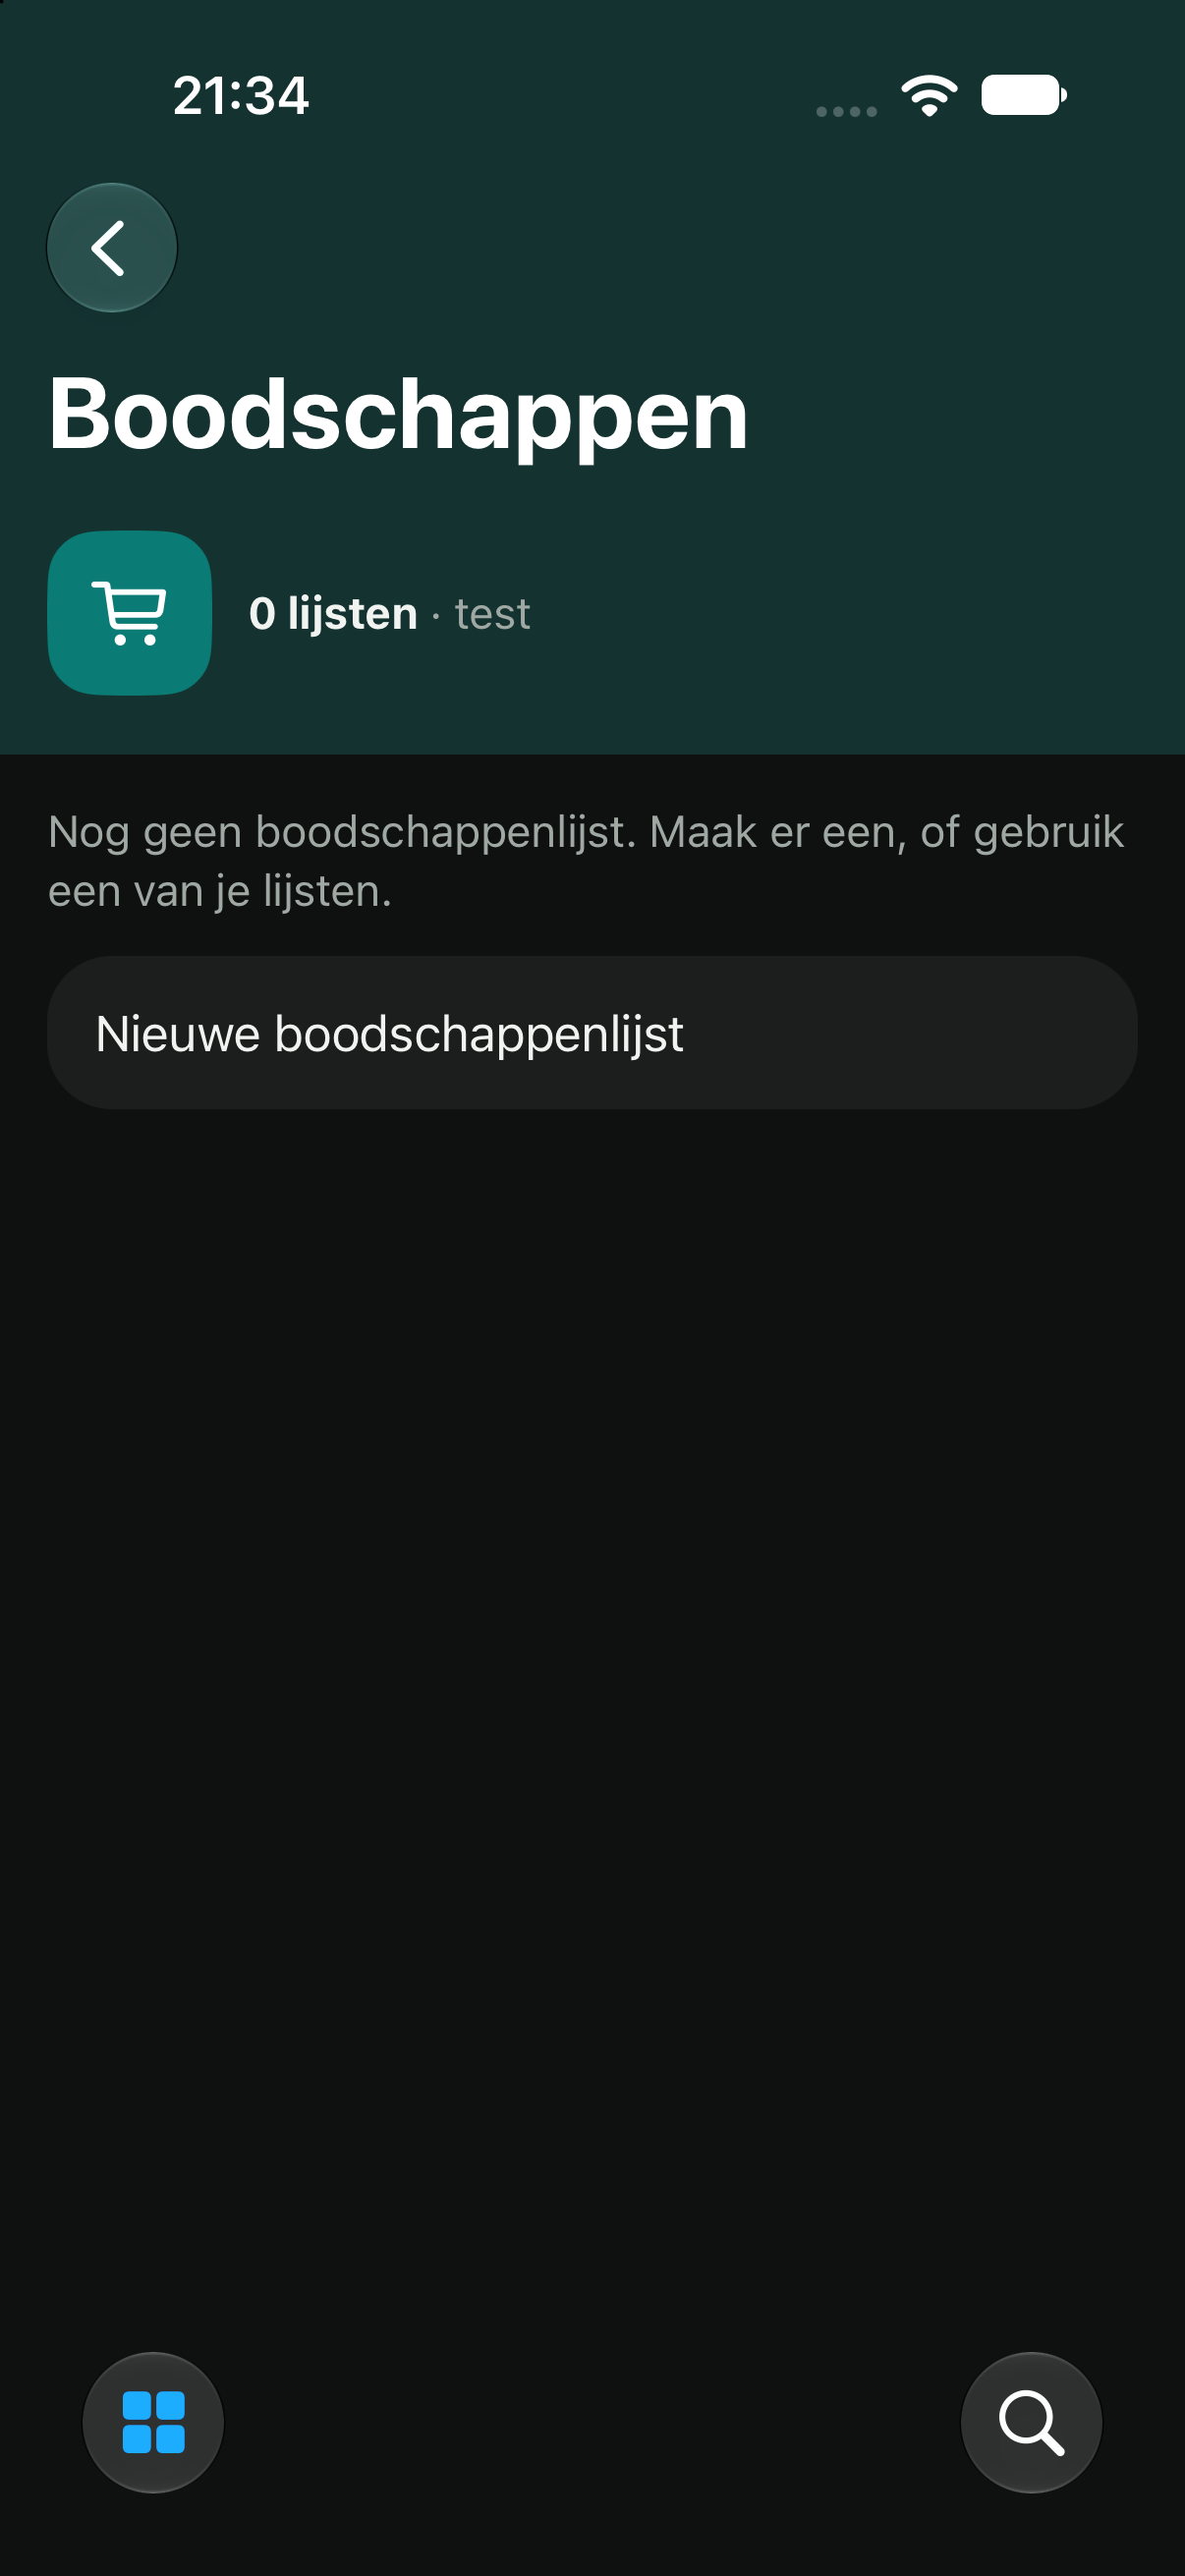 21:34
Boodschappen
0 lijsten · test
Nog geen boodschappenlijst. Maak er een, of gebruik
een van je lijsten.
Nieuwe boodschappenlijst